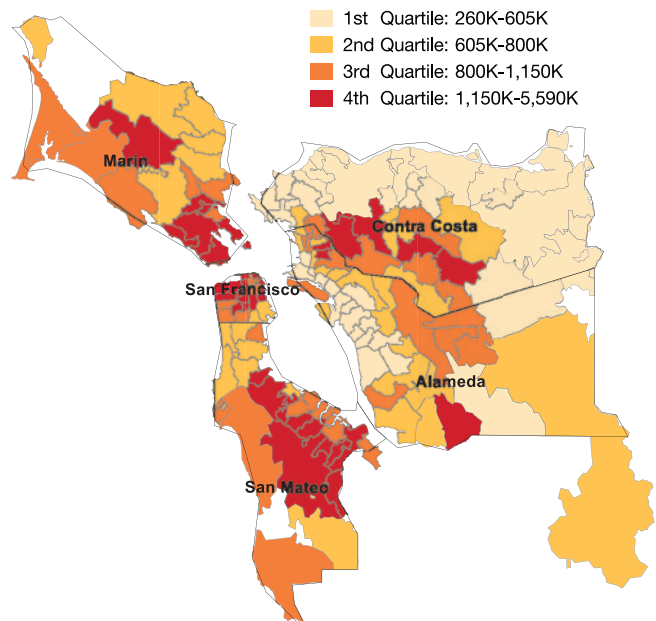 1st Quartile: 260K-605K
2nd Quartile: 605K-800K
3rd Quartile: 800K-1,150K
4th Quartile: 1,150K-5,590K
Marin
Contra Costa
San Francisco
Alameda
San Mateo